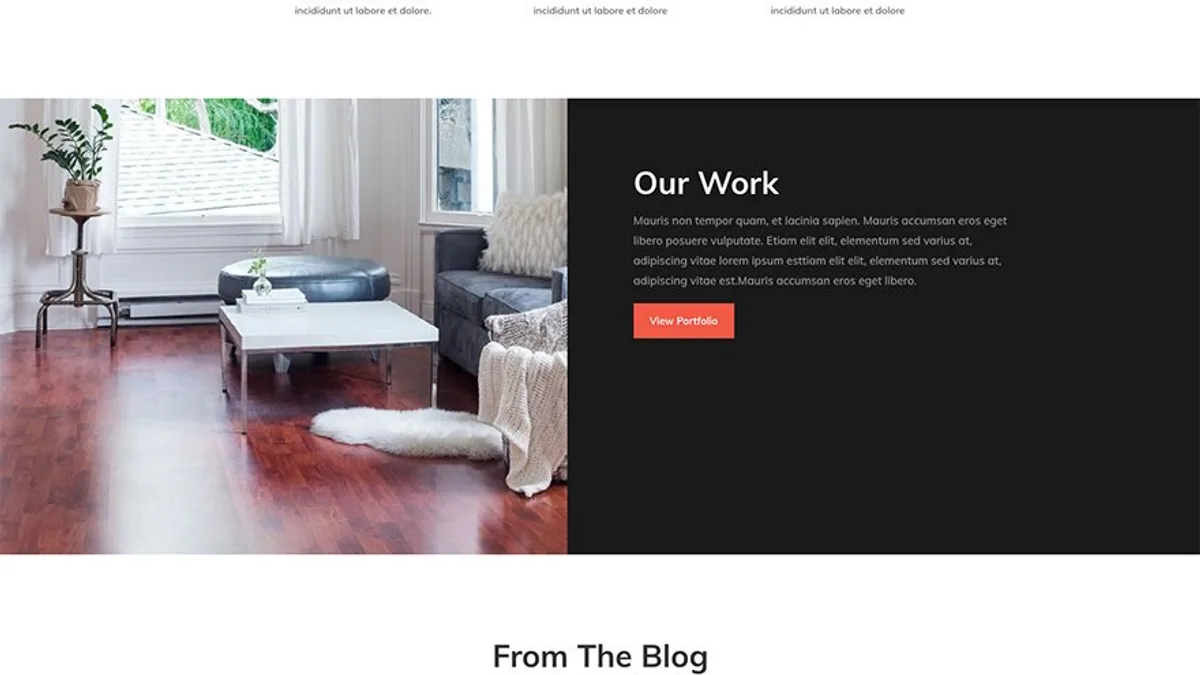 incididunt ut labore et dolore.
incididunt ut labore et dolore
incididunt ut labore et dolore
Our Work
Mauris non tempor quam, et lacinia sapien. Mauris accumsan eros eget
libero posuere vulputate. Etiam elit elit, elementum sed varius at,
adipiscing vitae lorem ipsum esttiam elit elit, elementum sed varius at,
adipiscing vitae est.Mauris accumsan eros eget libero.
View Portfolio
From The Blog